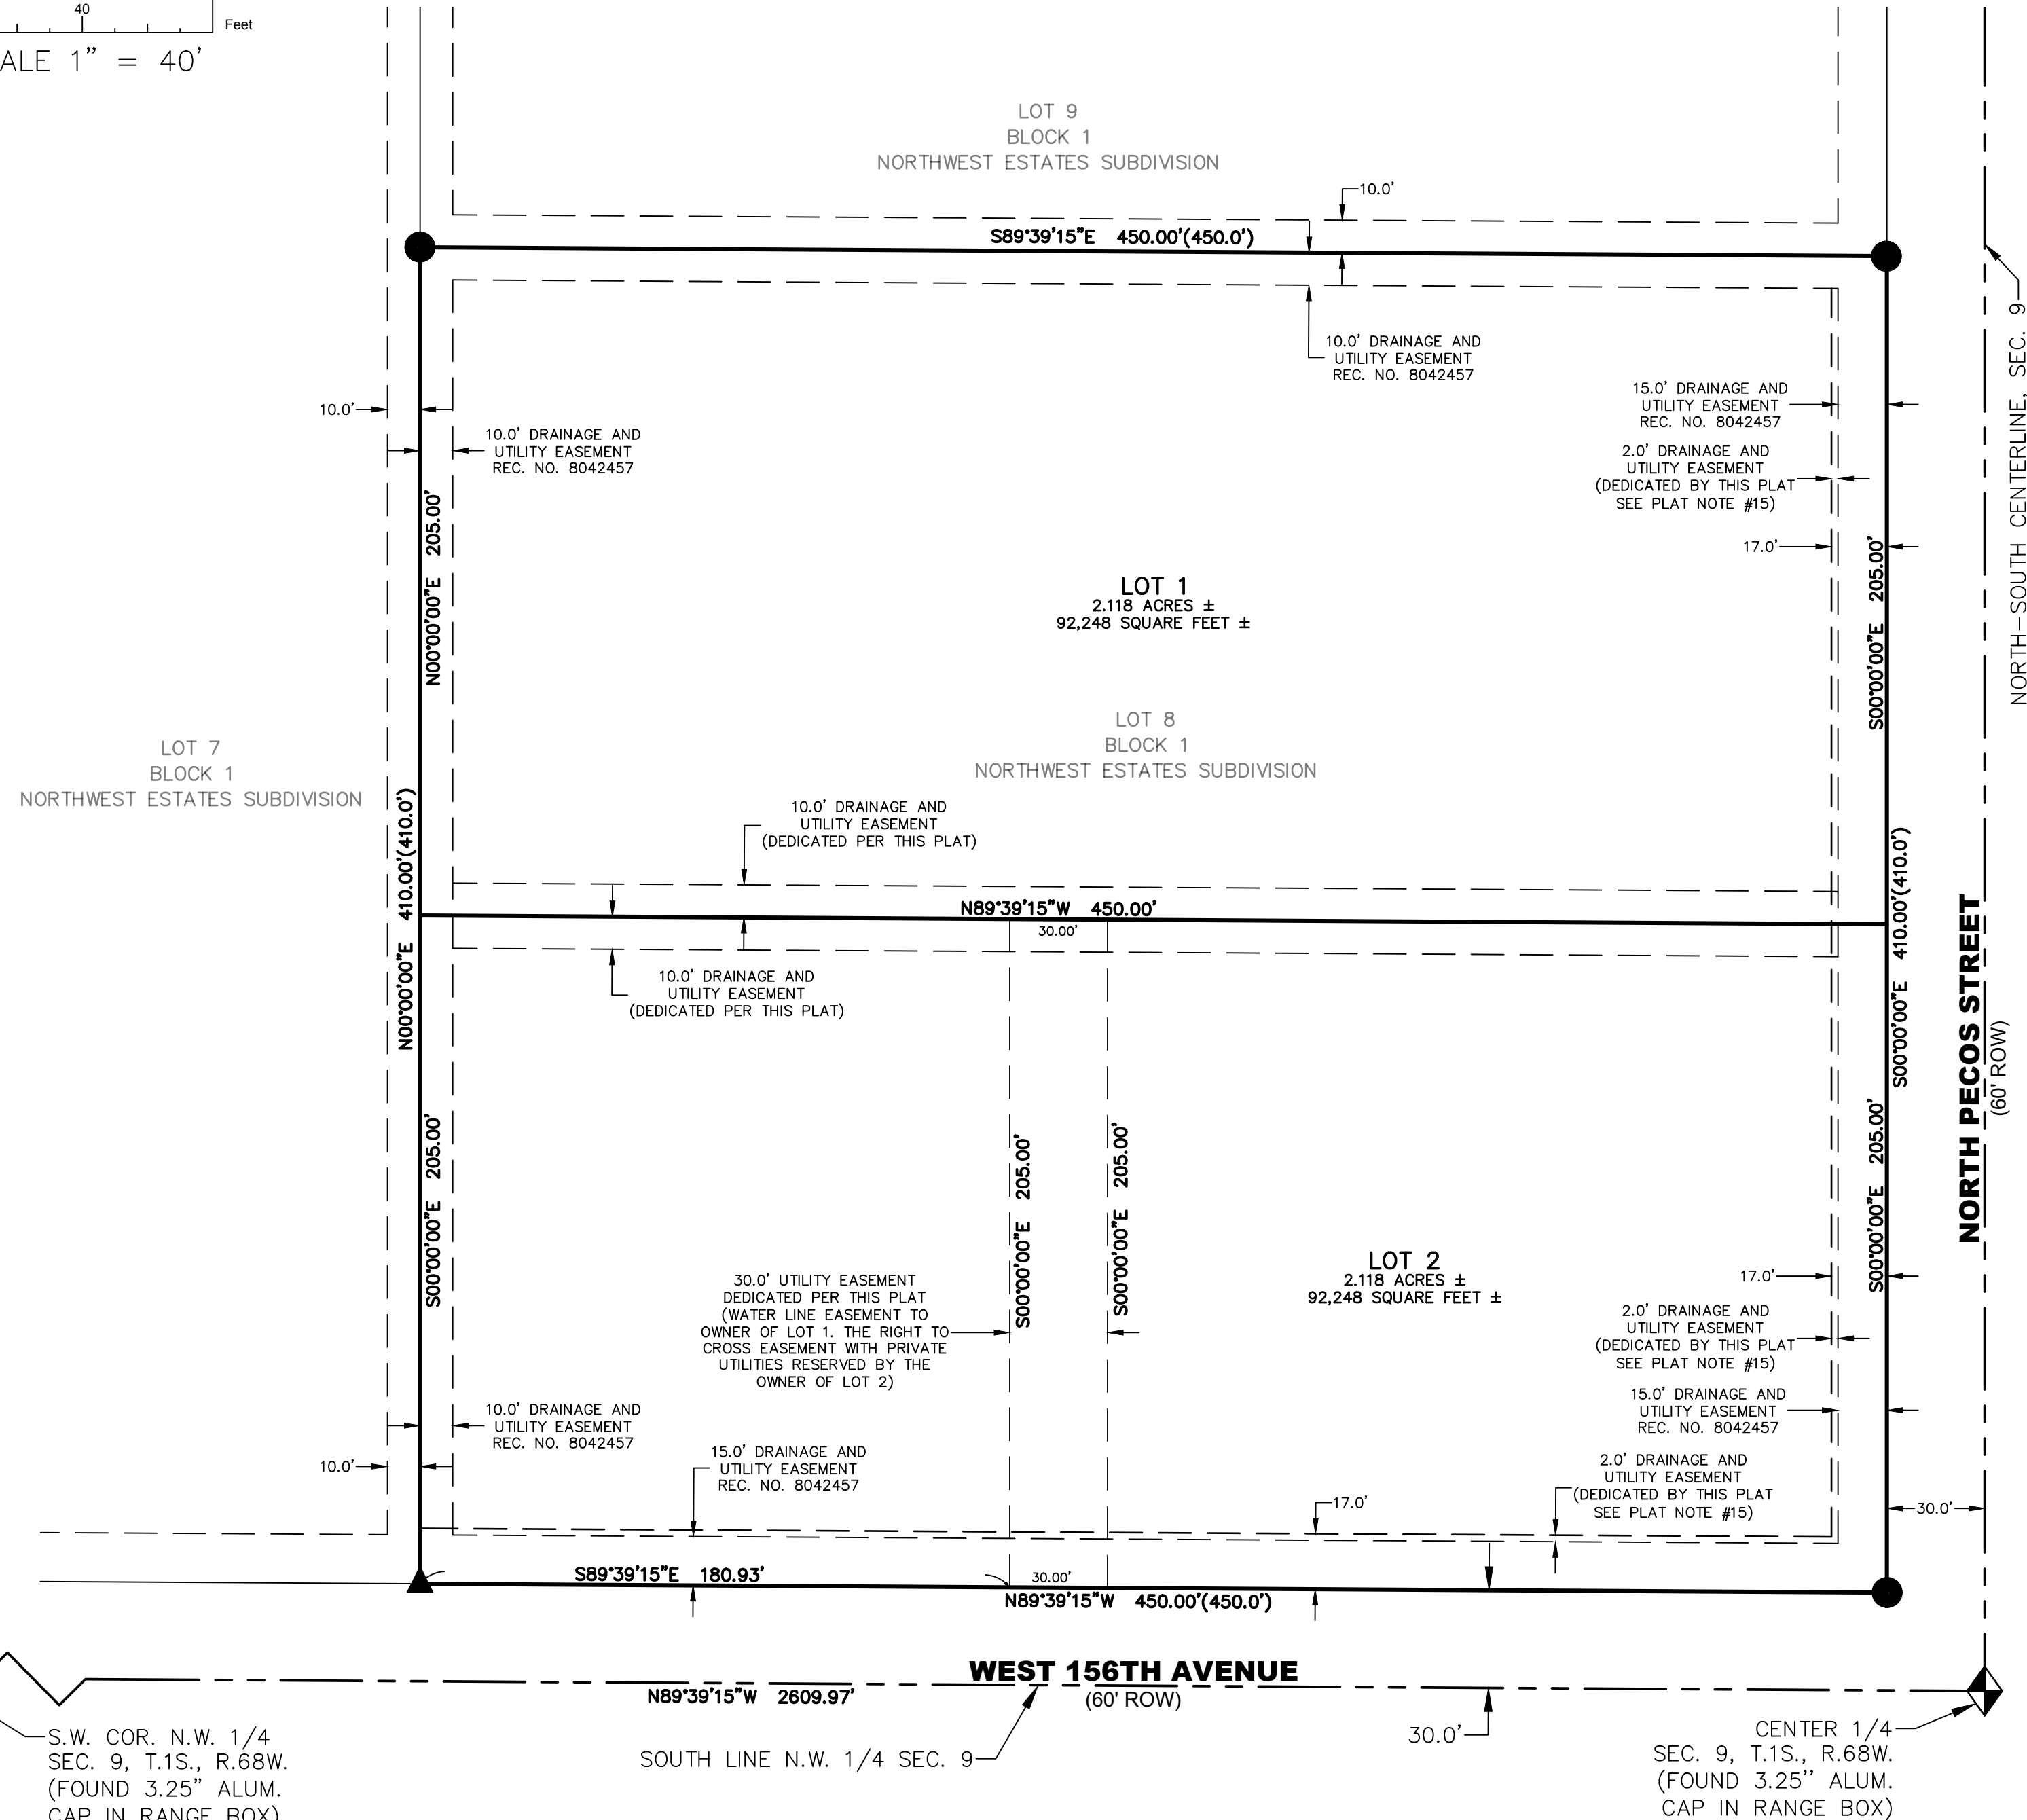 40
Feet
ALE 1” = 40’
LOT 9
BLOCK 1
NORTHWEST ESTATES SUBDIVISION
10.0'
S89°39'15"E 450.00'(450.0')
10.0' DRAINAGE AND
UTILITY EASEMENT
REC. NO. 8042457
NORTH-SOUTH CENTERLINE, SEC. 9
15.0' DRAINAGE AND
UTILITY EASEMENT
REC. NO. 8042457
10.0'
10.0' DRAINAGE AND
UTILITY EASEMENT
REC. NO. 8042457
2.0' DRAINAGE AND
UTILITY EASEMENT
(DEDICATED BY THIS PLAT
SEE PLAT NOTE #15)
N00°00'00"E 205.00'
17.0'
S00°00'00"E 205.00'
LOT 1
2.118 ACRES ±
92,248 SQUARE FEET ±
LOT 8
BLOCK 1
NORTHWEST ESTATES SUBDIVISION
LOT 7
BLOCK 1
NORTHWEST ESTATES SUBDIVISION
N00°00'00"E 410.00'(410.0')
10.0' DRAINAGE AND
UTILITY EASEMENT
(DEDICATED PER THIS PLAT)
S00°00'00"E 410.00'(410.0')
N89°39'15"W 450.00'
30.00'
NORTH PECOS STREET
(60' ROW)
10.0' DRAINAGE AND
UTILITY EASEMENT
(DEDICATED PER THIS PLAT)
S00°00'00"E 205.00'
S00°00'00"E 205.00'
S00°00'00"E 205.00'
S00°00'00"E 205.00'
LOT 2
2.118 ACRES ±
92,248 SQUARE FEET ±
17.0'
30.0' UTILITY EASEMENT
DEDICATED PER THIS PLAT
(WATER LINE EASEMENT TO
OWNER OF LOT 1. THE RIGHT TO
CROSS EASEMENT WITH PRIVATE
UTILITIES RESERVED BY THE
OWNER OF LOT 2)
2.0' DRAINAGE AND
UTILITY EASEMENT
(DEDICATED BY THIS PLAT
SEE PLAT NOTE #15)
15.0' DRAINAGE AND
UTILITY EASEMENT
REC. NO. 8042457
10.0' DRAINAGE AND
UTILITY EASEMENT
REC. NO. 8042457
10.0'
15.0' DRAINAGE AND
UTILITY EASEMENT
REC. NO. 8042457
2.0' DRAINAGE AND
UTILITY EASEMENT
(DEDICATED BY THIS PLAT
SEE PLAT NOTE #15)
17.0'
30.0'
S89°39'15"E 180.93'
30.00'
N89°39'15"W 450.00'(450.0')
WEST 156TH AVENUE
(60' ROW)
N89°39'15"W 2609.97'
30.0'
SOUTH LINE N.W. 1/4 SEC. 9
S.W. COR. N.W. 1/4
SEC. 9, T.1S., R.68W.
(FOUND 3.25” ALUM.
CAP IN RANGE BOX)
CENTER 1/4
SEC. 9, T.1S., R.68W.
(FOUND 3.25’’ ALUM.
CAP IN RANGE BOX)